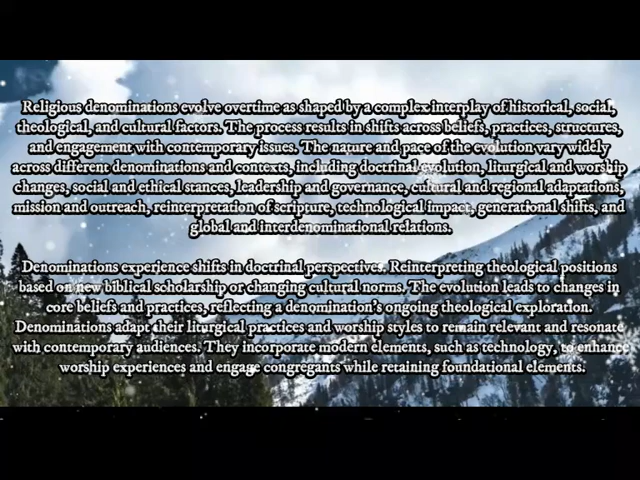 Religious denominations evolve overtime as shaped by a complex interplay of historical, social,
theological, and cultural factors. The process results in shifts across beliefs, practices, structures,
and engagement with contemporary issues. The nature and pace of the evolution vary widely
across different denominations and contexts, including doctrinal evolution, liturgical and worship
changes, social and ethical stances, leadership and governance, cultural and regional adaptations,
mission and outreach, reinterpretation of scripture, technological impact, generational shifts, and
global and interdenominational relations.
Denominations experience shifts in doctrinal perspectives. Reinterpreting theological positions
based on new biblical scholarship or changing cultural norms. The evolution leads to changes in
core beliefs and practices, reflecting a denomination's ongoing theological exploration.
Denominations adapt their liturgical practices and worship styles to remain relevant and resonate
with contemporary audiences. They incorporate modern elements, such as technology, to enhance
worship experiences and engage congregants while retaining foundational elements.